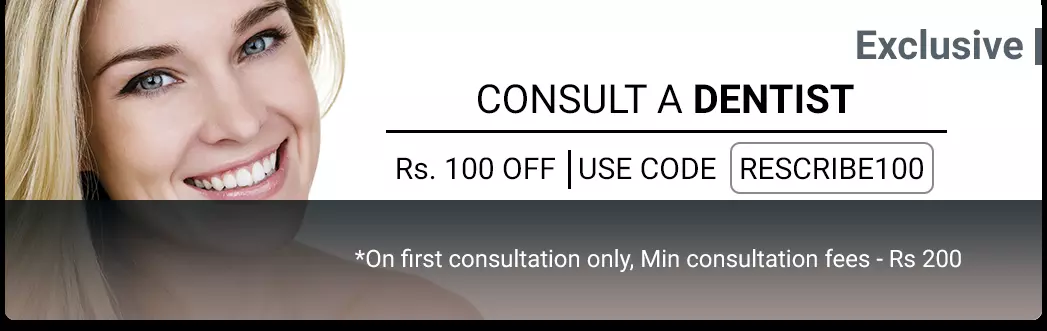 Exclusive
CONSULT A DENTIST
Rs. 100 OFF | USE CODE RESCRIBE100
*On first consultation only, Min consultation fees - Rs 200